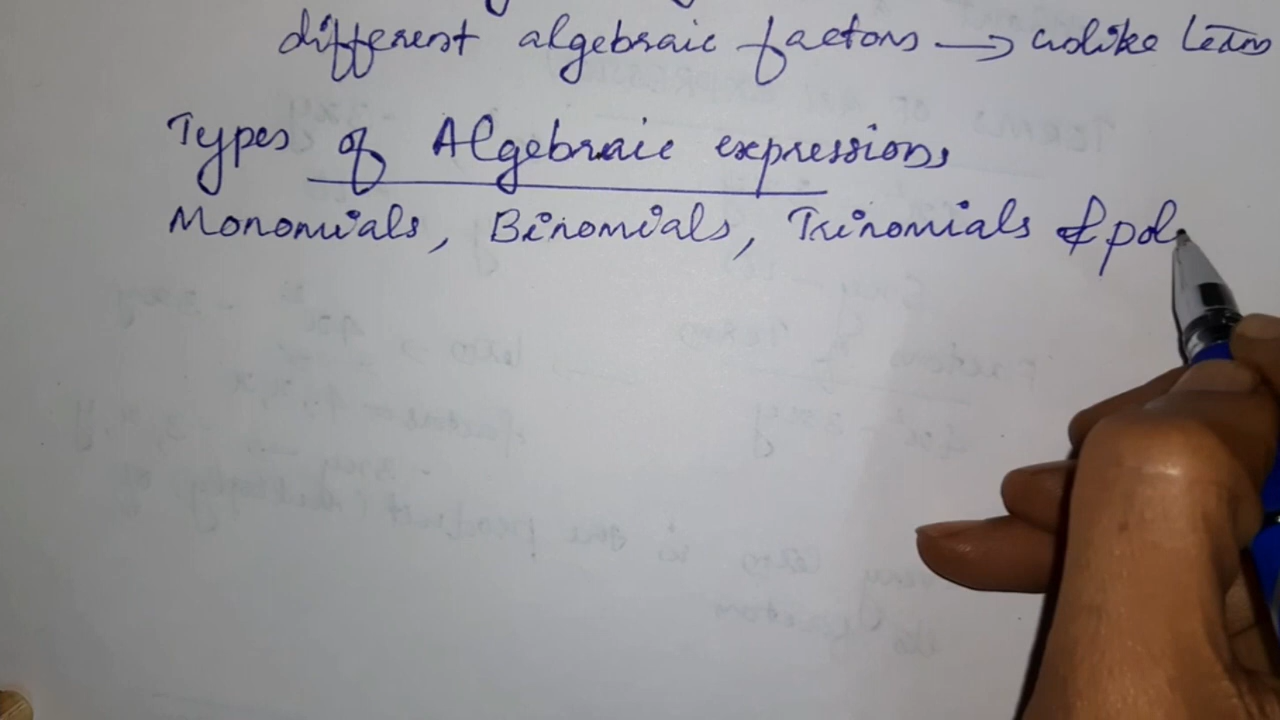 different algebraic factors → unlike terms
Types of Algebraic expressions
Monomials, Binomials, Trinomials & pol